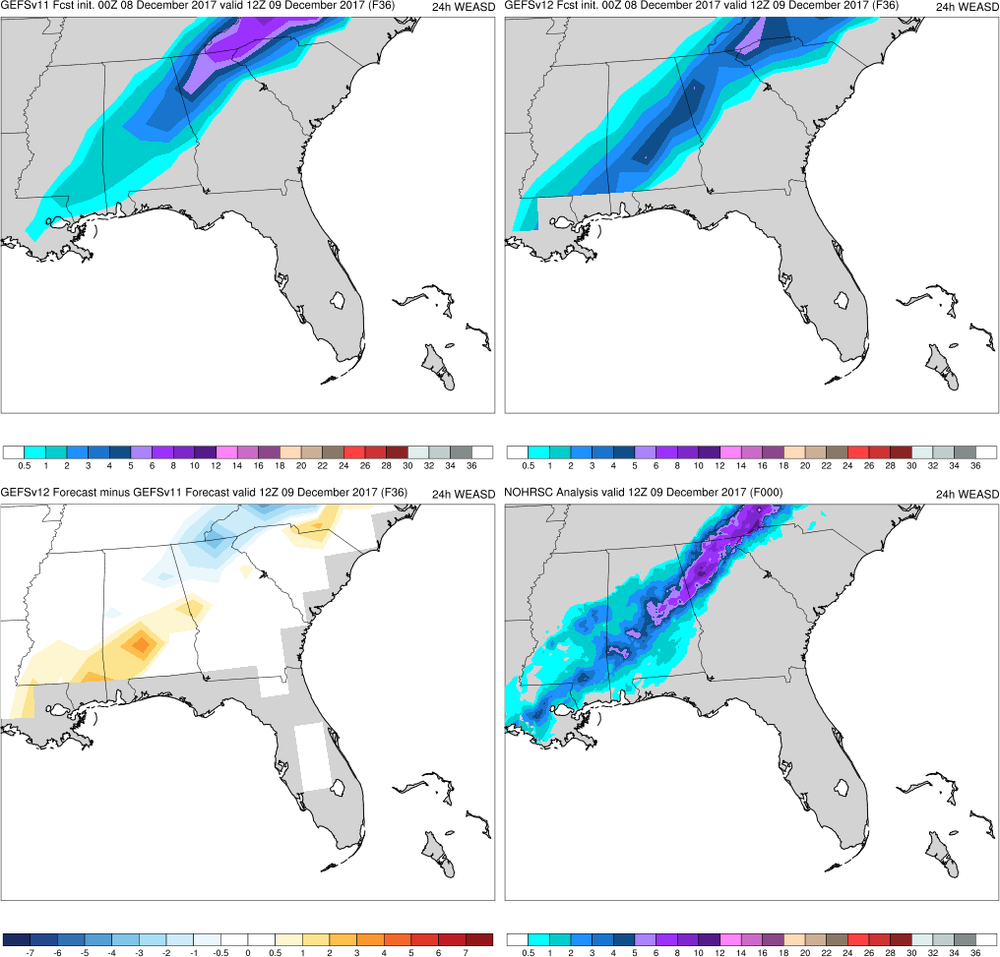 GEFSv11 Fcst init. 00Z 08 December 2017 valid 12Z 09 December 2017 (F36) 24h WEASD
GEFSv12 Fcst init. 00Z 08 December 2017 valid 12Z 09 December 2017 (F36) 24h WEASD
0.5 1 2 3 4 5 6 8 10 12 14 16 18 20 22 24 26 28 30 32 34 36
0.5 1 2 3 4 5 6 8 10 12 14 16 18 20 22 24 26 28 30 32 34 36
GEFSv12 Forecast minus GEFSv11 Forecast valid 12Z 09 December 2017 (F36) 24h WEASD
NOHRSC Analysis valid 12Z 09 December 2017 (F000) 24h WEASD
-7 -6 -5 -4 -3 -2 -1 -0.5 0 0.5 1 2 3 4 5 6 7
0.5 1 2 3 4 5 6 8 10 12 14 16 18 20 22 24 26 28 30 32 34 36